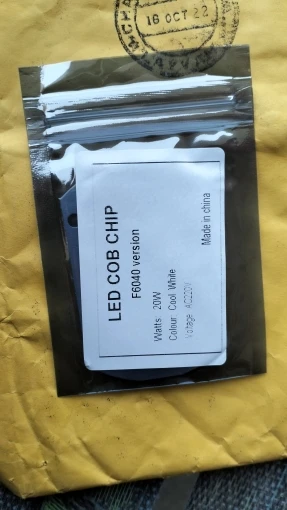 16 OCT 22
LED COB CHIP
F6040 version
Watts 20W
Colour Cool White
Voltage AC220V
Made in china